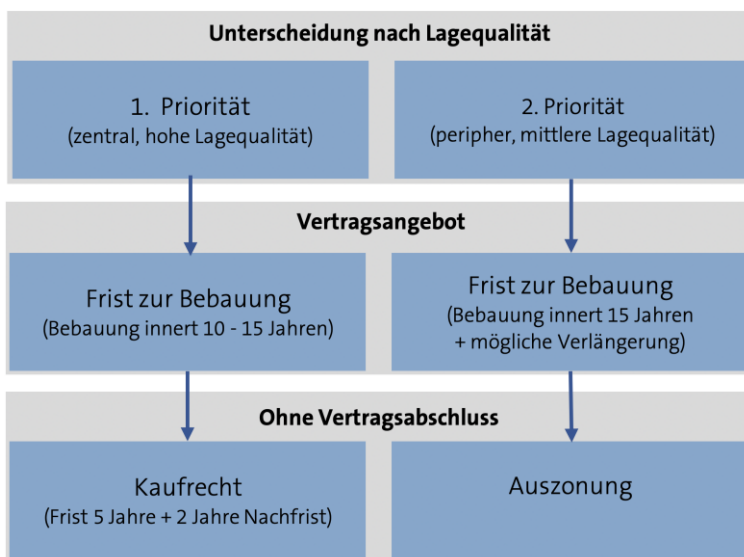 Unterscheidung nach Lagequalität
1. Priorität
(zentral, hohe Lagequalität)
2. Priorität
(peripher, mittlere Lagequalität)
Vertragsangebot
Frist zur Bebauung
(Bebauung innert 10 - 15 Jahren)
Frist zur Bebauung
(Bebauung innert 15 Jahren
+ mögliche Verlängerung)
Ohne Vertragsabschluss
Kaufrecht
(Frist 5 Jahre + 2 Jahre Nachfrist)
Auszonung